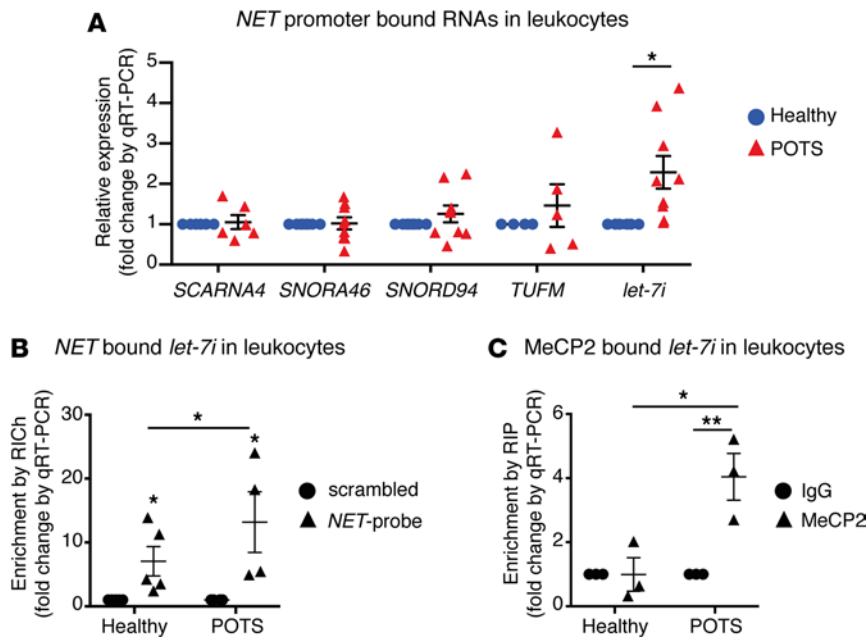 A
NET promoter bound RNAs in leukocytes
Relative expression
(fold change by qRT-PCR)
5
4
3
2
1
0
*
Healthy
POTS
SCARNA4 SNORA46 SNORD94 TUFM let-7i
B NET bound let-7i in leukocytes
Enrichment by RICh
(fold change by qRT-PCR)
30
20
10
0
*
*
*
scrambled
NET-probe
Healthy POTS
C MeCP2 bound let-7i in leukocytes
Enrichment by RIP
(fold change by qRT-PCR)
6
4
2
0
*
**
IgG
MeCP2
Healthy POTS